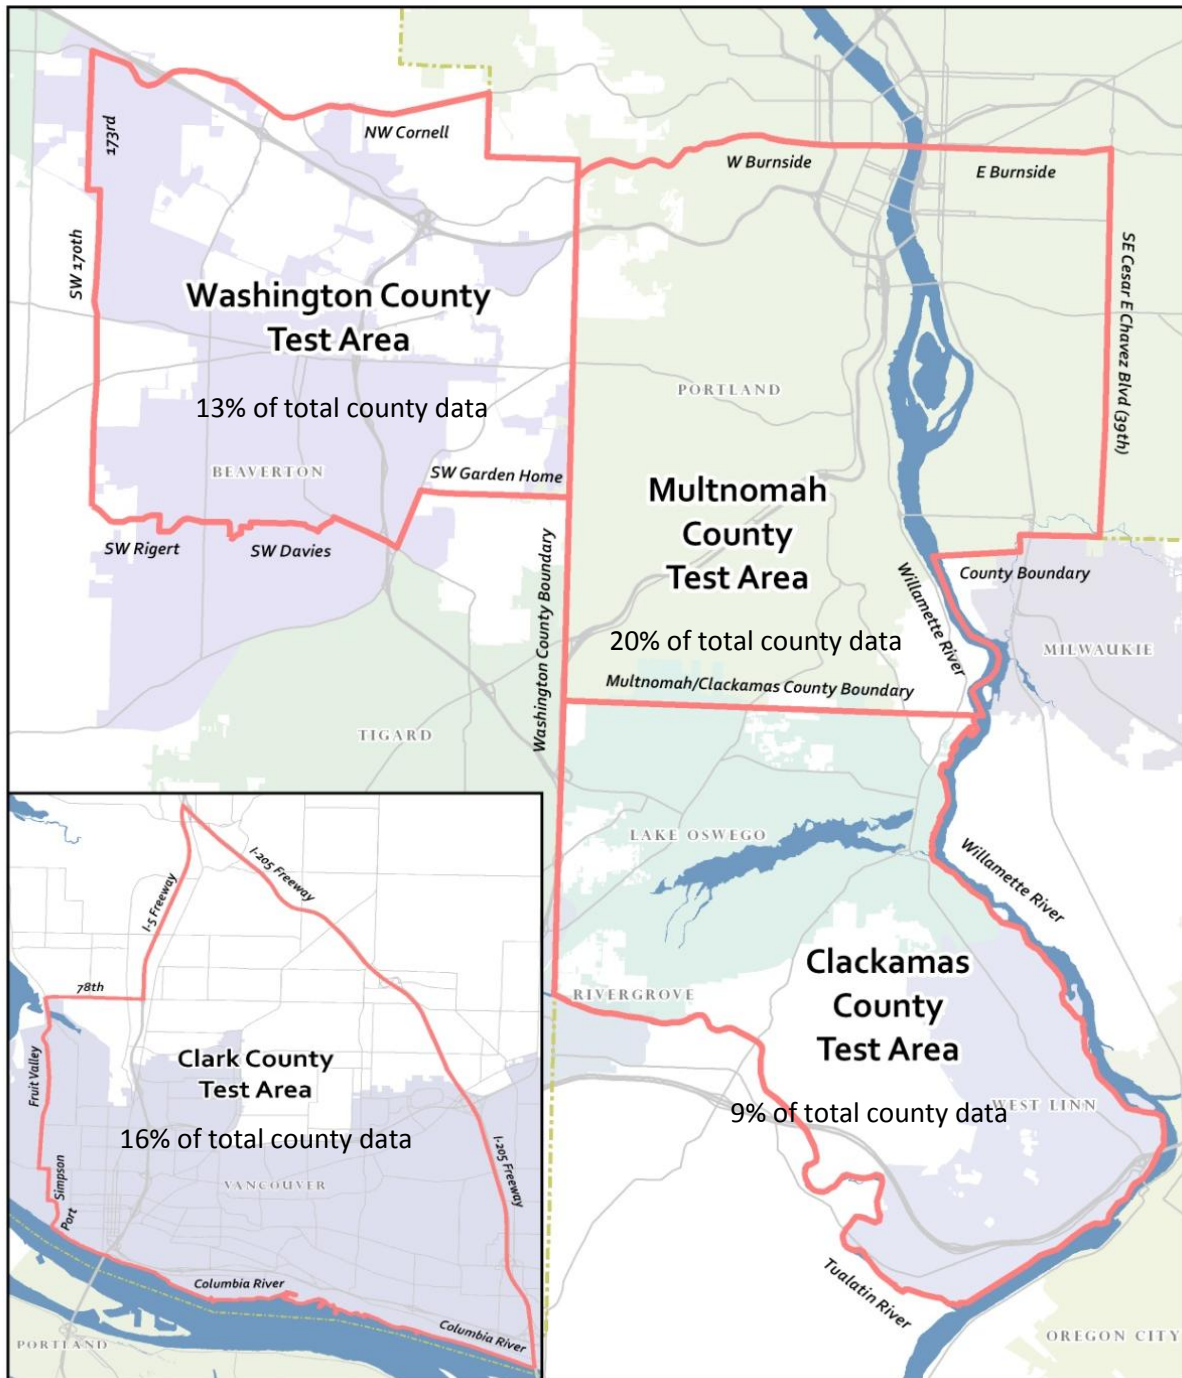 NW Cornell
173rd
SW 170th
W Burnside
E Burnside
SE Cesar E Chavez Blvd (39th)
Washington County
Test Area
13% of total county data
BEAVERTON
SW Garden Home
SW Rigert
SW Davies
PORTLAND
Multnomah
County
Test Area
20% of total county data
Multnomah/Clackamas County Boundary
Washington County Boundary
Willamette River
County Boundary
MILWAUKIE
TIGARD
LAKE OSWEGO
Willamette River
Clackamas
County
Test Area
9% of total county data
RIVERGROVE
WEST LINN
Tualatin River
OREGON CITY
I-5 Freeway
I-205 Freeway
78th
Fruit Valley
Clark County
Test Area
16% of total county data
VANCOUVER
I-205 Freeway
Simpson
Port
Columbia River
Columbia River
PORTLAND